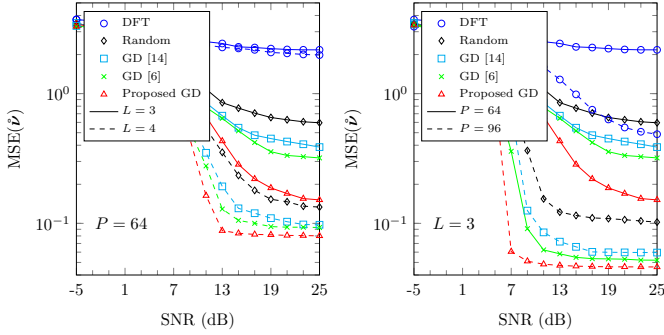 DFT
Random
GD [14]
GD [6]
Proposed GD
L = 3
L = 4
10^0
10^−1
MSE(ν̊)
P = 64
-5 1 7 13 19 25
SNR (dB)
DFT
Random
GD [14]
GD [6]
Proposed GD
P = 64
P = 96
10^0
10^−1
MSE(ν̊)
L = 3
-5 1 7 13 19 25
SNR (dB)